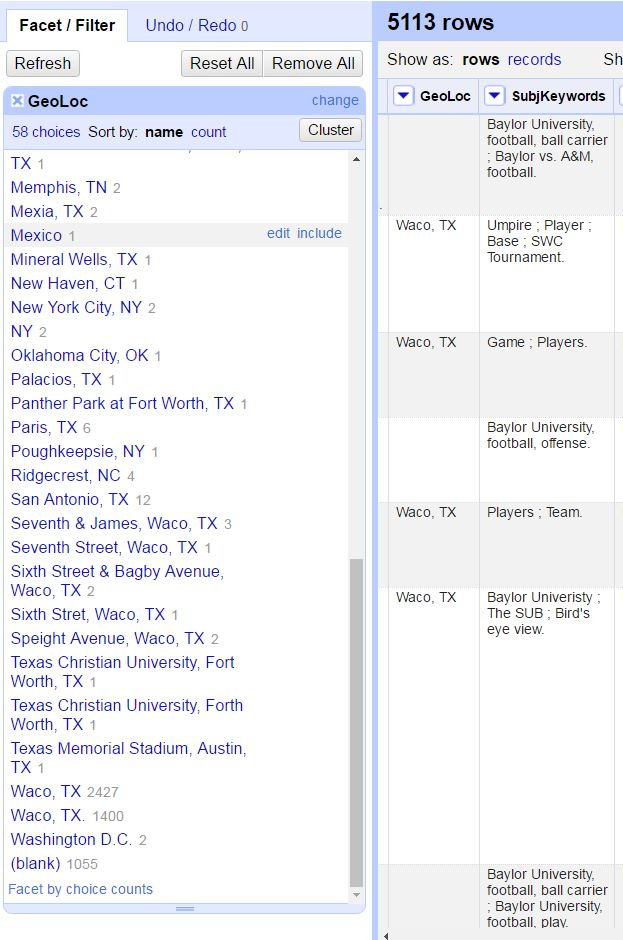 Facet / Filter
Undo / Redo 0
Refresh
Reset All
Remove All
GeoLoc
change
58 choices Sort by: name count
Cluster
TX 1
Memphis, TN 2
Mexia, TX 2
Mexico 1
edit include
Mineral Wells, TX 1
New Haven, CT 1
New York City, NY 2
NY 2
Oklahoma City, OK 1
Palacios, TX 1
Panther Park at Fort Worth, TX 1
Paris, TX 6
Poughkeepsie, NY 1
Ridgecrest, NC 4
San Antonio, TX 12
Seventh & James, Waco, TX 3
Seventh Street, Waco, TX 1
Sixth Street & Bagby Avenue,
Waco, TX 2
Sixth Stret, Waco, TX 1
Speight Avenue, Waco, TX 2
Texas Christian University, Fort
Worth, TX 1
Texas Christian University, Forth
Worth, TX 1
Texas Memorial Stadium, Austin,
TX 1
Waco, TX 2427
Waco, TX. 1400
Washington D.C. 2
(blank) 1055
Facet by choice counts
5113 rows
Show as: rows records
Sh
GeoLoc
SubjKeywords
Baylor University,
football, ball carrier
; Baylor vs. A&M,
football.
Waco, TX
Umpire ; Player ;
Base ; SWC
Tournament.
Waco, TX
Game ; Players.
Baylor University,
football, offense.
Waco, TX
Players ; Team.
Waco, TX
Baylor Univeristy ;
The SUB ; Bird's
eye view.
Baylor University,
football, ball carrier
; Baylor University,
football, play.